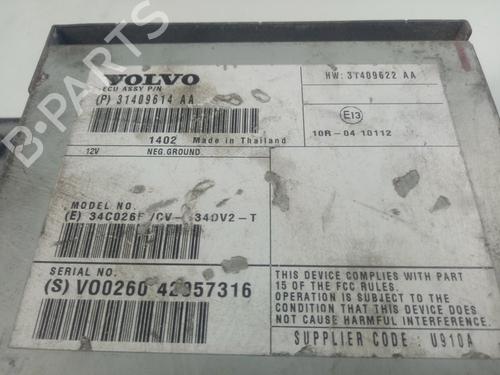 VOLVO
ECU ASSY P/N
(P) 31409614 AA
HW: 31409622 AA
E13
10R-04 10112
1402 Made in Thailand
12V NEG.GROUND.
MODEL NO.
(E) 34C026 /CV- 34DV2-T
SERIAL NO.
(S) V00260 42357316
THIS DEVICE COMPLIES WITH PART
15 OF THE FCC RULES.
OPERATION IS SUBJECT TO THE
CONDITION THAT THIS DEVICE DOES
NOT CAUSE HARMFUL INTERFERENCE.
SUPPLIER CODE : U910A
B-PARTS